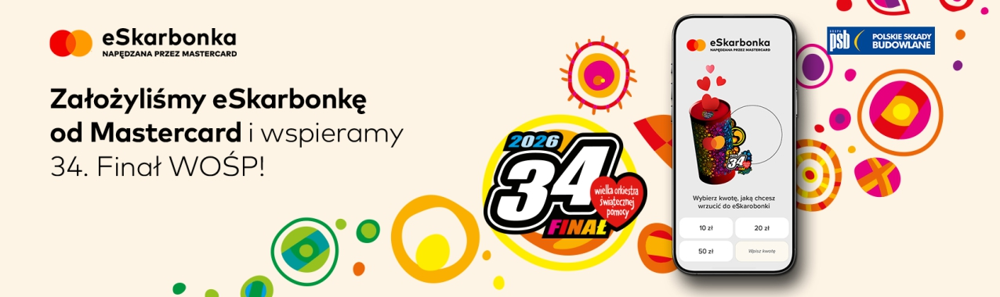 eSkarbonka
NAPĘDZANA PRZEZ MASTERCARD
Założyliśmy eSkarbonkę
od Mastercard i wspieramy
34. Finał WOŚP!
2026
34
wielka orkiestra
świątecznej
pomocy
FINAŁ
eSkarbonka
NAPĘDZANA PRZEZ MASTERCARD
34
Wybierz kwotę, jaką chcesz
wrzucić do eSkarobonki
10 zł
20 zł
50 zł
Wpisz kwotę
GRUPA
psb
POLSKIE SKŁADY
BUDOWLANE